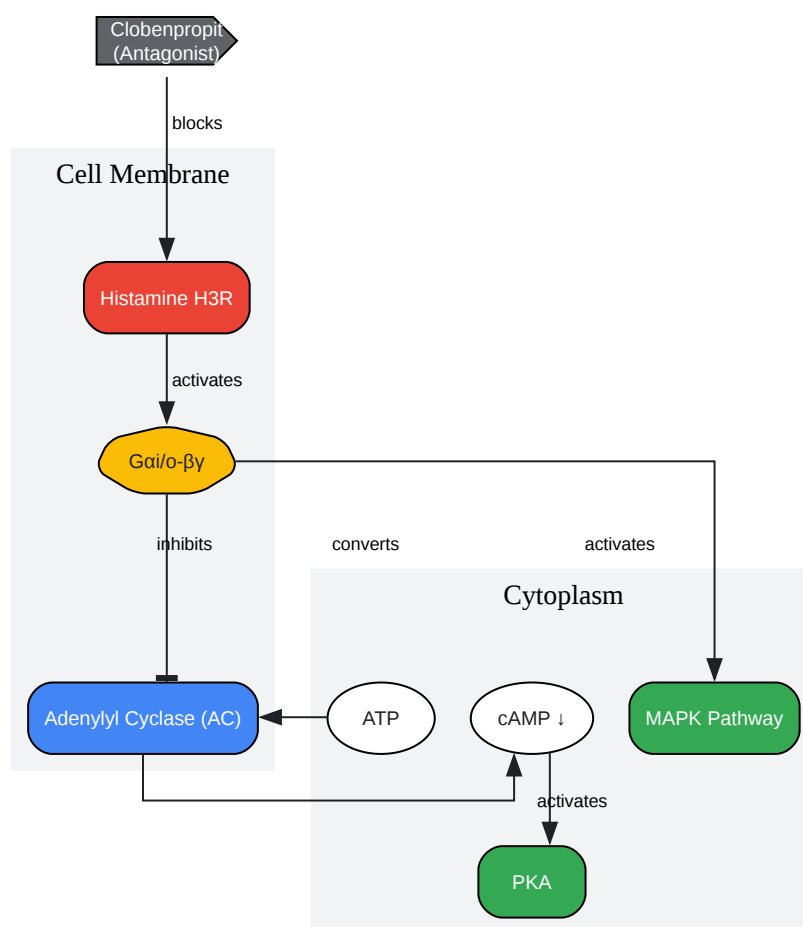 Clobenpropit
(Antagonist)
blocks
Cell Membrane
Histamine H3R
activates
Gαi/o-βγ
inhibits
converts
activates
Cytoplasm
Adenylyl Cyclase (AC)
ATP
cAMP ↓
MAPK Pathway
activates
PKA